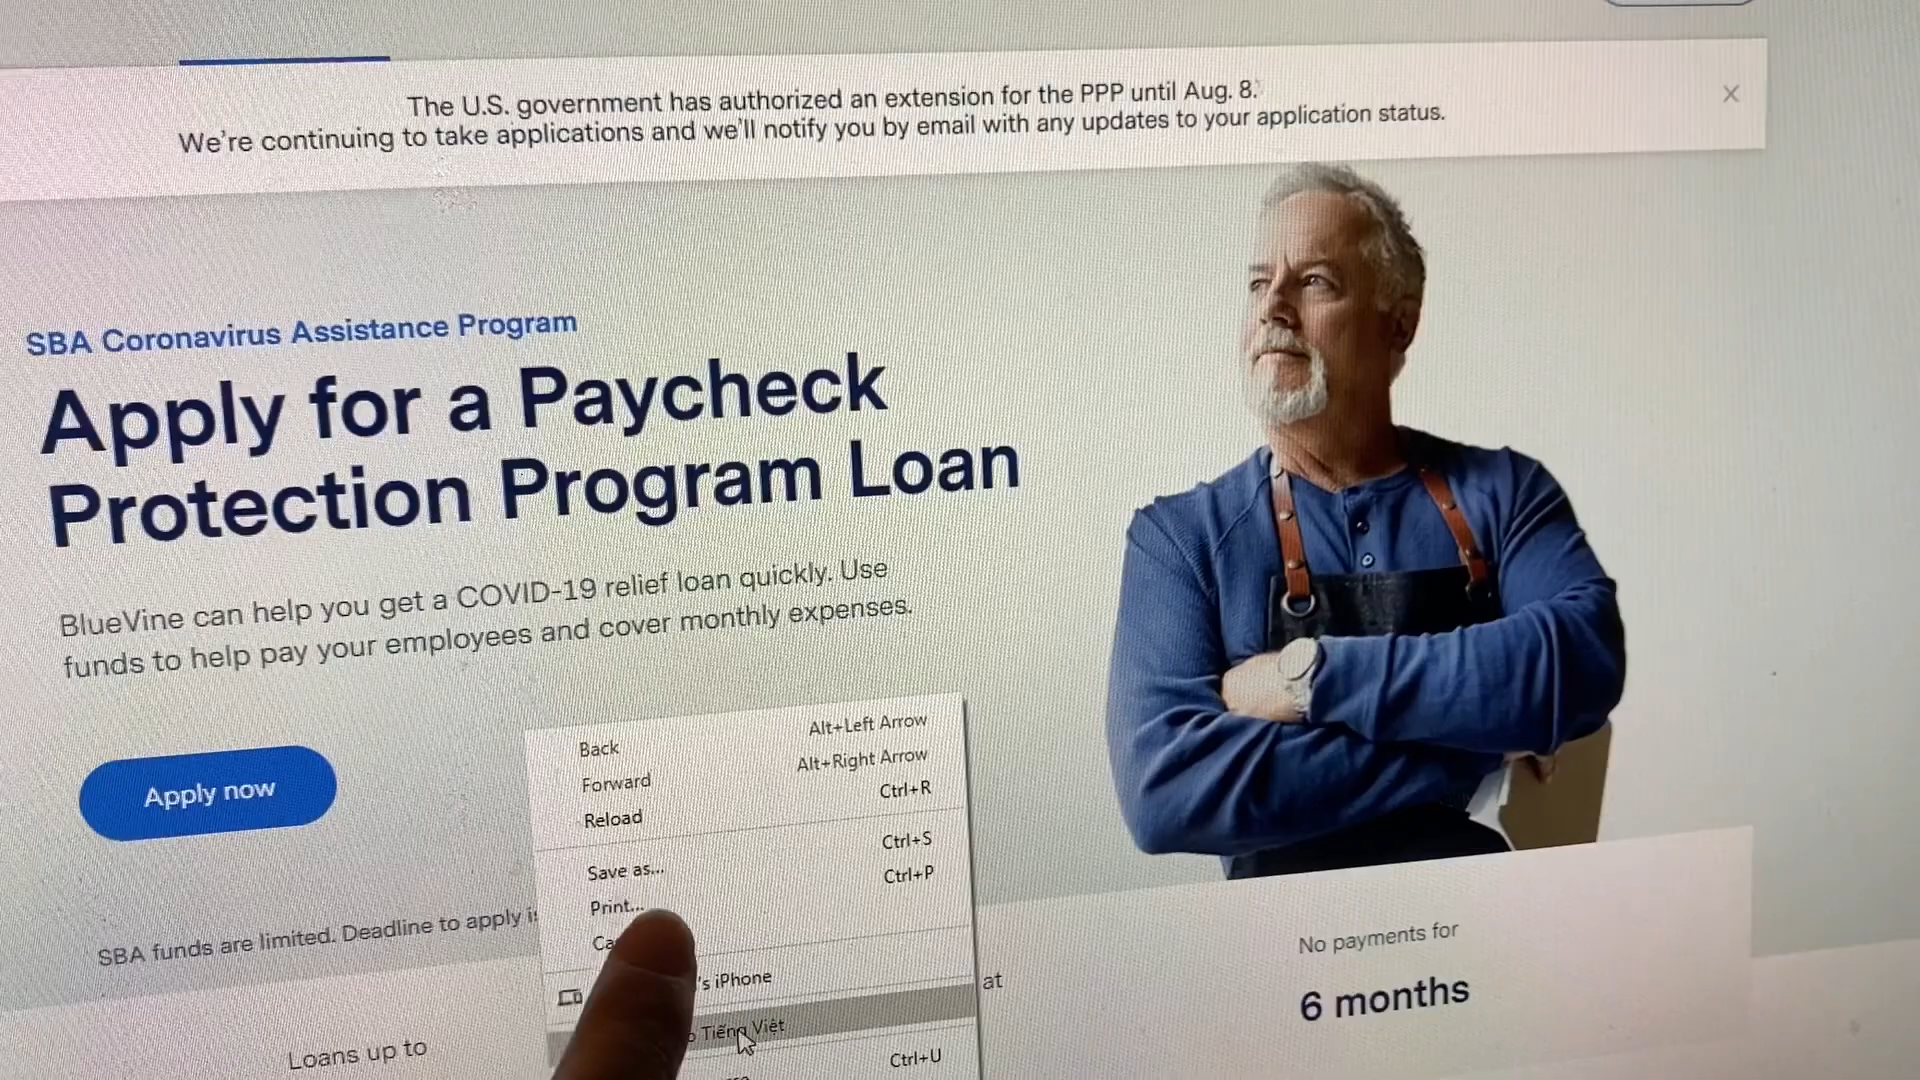 The U.S. government has authorized an extension for the PPP until Aug. 8.
We're continuing to take applications and we'll notify you by email with any updates to your application status.
SBA Coronavirus Assistance Program
Apply for a Paycheck
Protection Program Loan
BlueVine can help you get a COVID-19 relief loan quickly. Use
funds to help pay your employees and cover monthly expenses.
Apply now
SBA funds are limited. Deadline to apply
Back Alt+Left Arrow
Forward Alt+Right Arrow
Reload Ctrl+R
Save as... Ctrl+S
Print... Ctrl+P
's iPhone
Tiếng Việt
Ctrl+U
at
Loans up to
No payments for
6 months